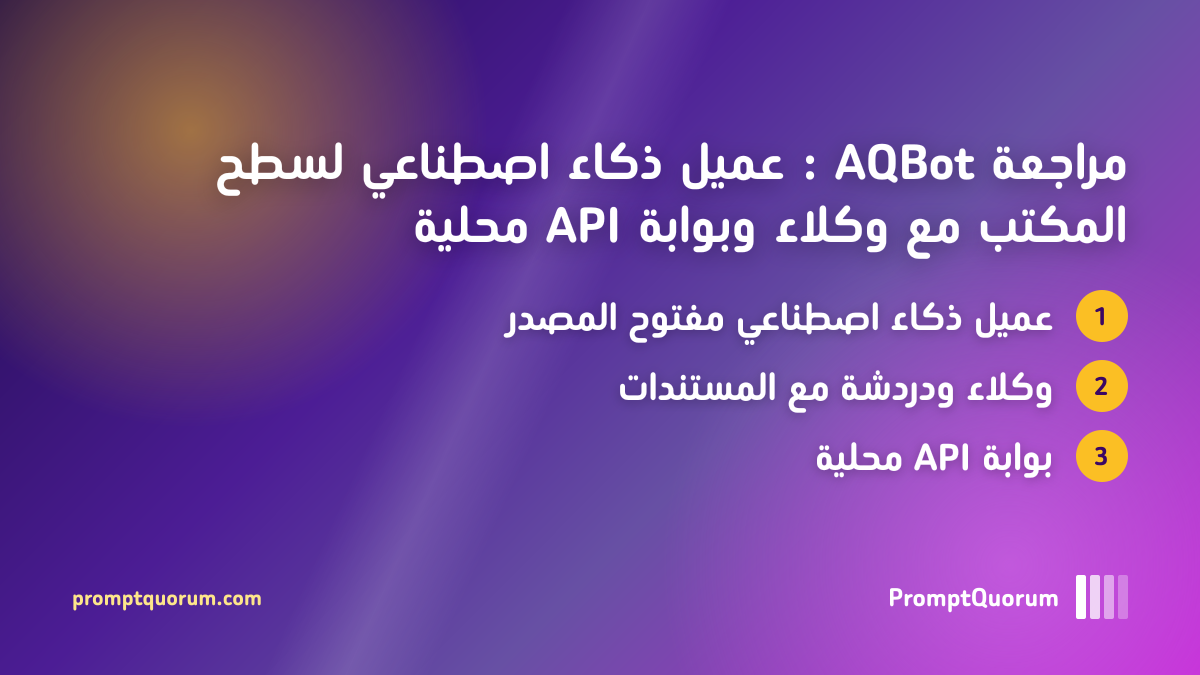 مراجعة AQBot : عميل ذكاء اصطناعي لسطح
المكتب مع وكلاء وبوابة API محلية
1 عميل ذكاء اصطناعي مفتوح المصدر
2 وكلاء ودردشة مع المستندات
3 بوابة API محلية
PromptQuorum
promptquorum.com